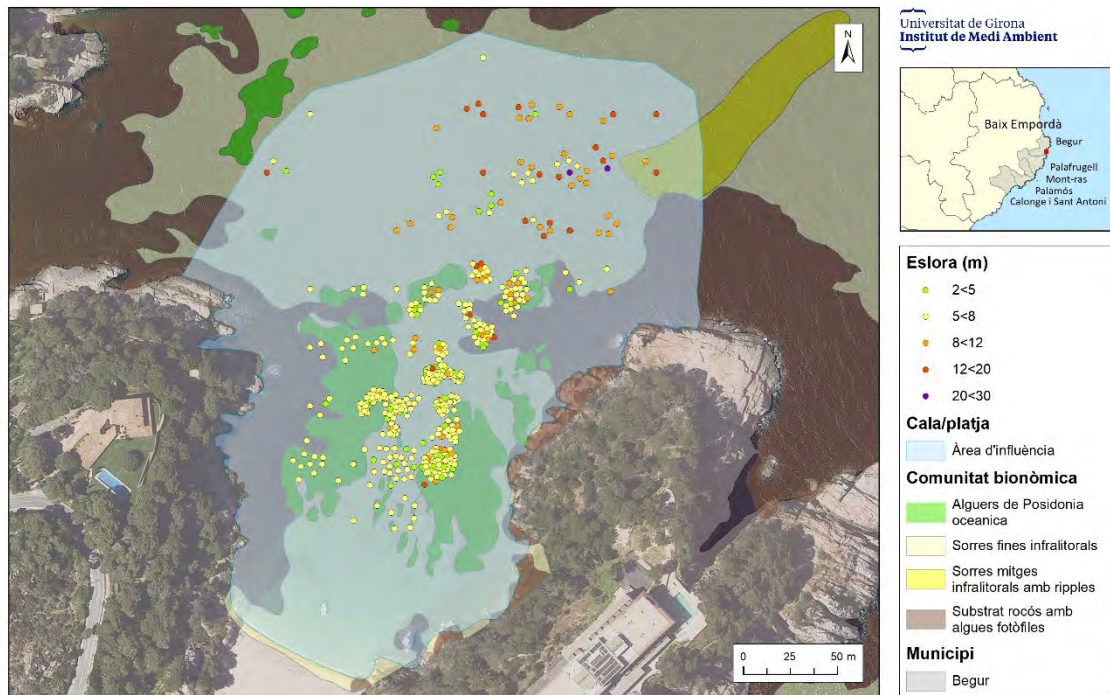 N
0 25 50 m
Universitat de Girona
Institut de Medi Ambient
Baix Empordà
Begur
Palafrugell
Mont-ras
Palamós
Calonge i Sant Antoni
Eslora (m)
2<5
5<8
8<12
12<20
20<30
Cala/platja
Àrea d'influència
Comunitat bionòmica
Alguers de Posidonia
oceanica
Sorres fines infralitorals
Sorres mitges
infralitorals amb ripples
Substrat rocós amb
algues fotòfiles
Municipi
Begur